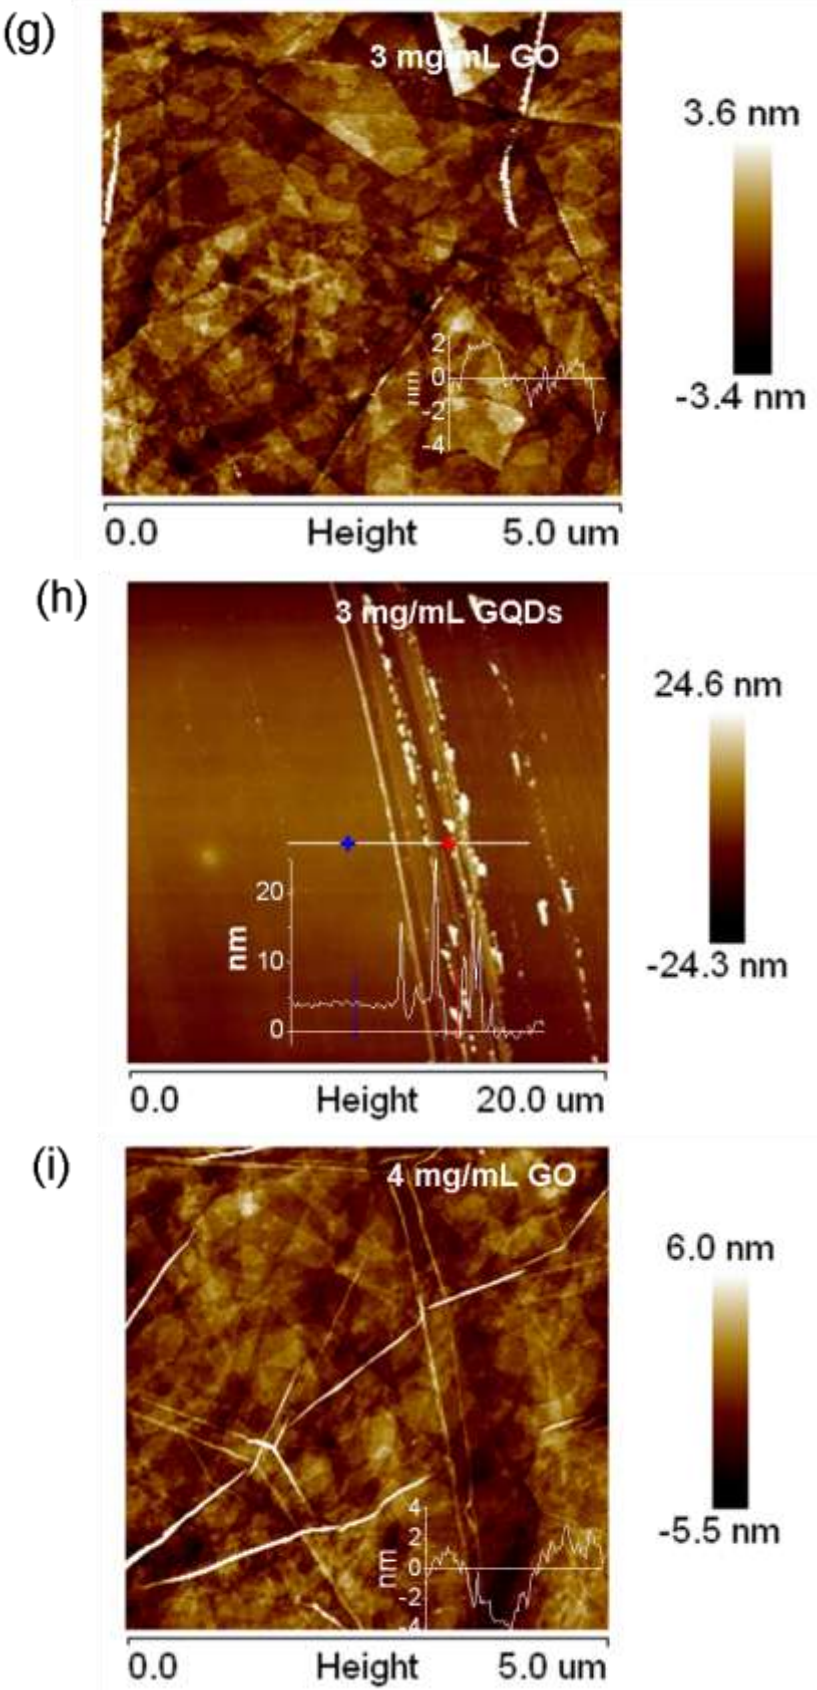 (g)
3 mg/mL GO
3.6 nm
-3.4 nm
2
0
-2
-4
nm
0.0 Height 5.0 um
(h)
3 mg/mL GQDs
24.6 nm
-24.3 nm
20
10
0
nm
0.0 Height 20.0 um
(i)
4 mg/mL GO
6.0 nm
-5.5 nm
4
2
0
-2
-4
nm
0.0 Height 5.0 um